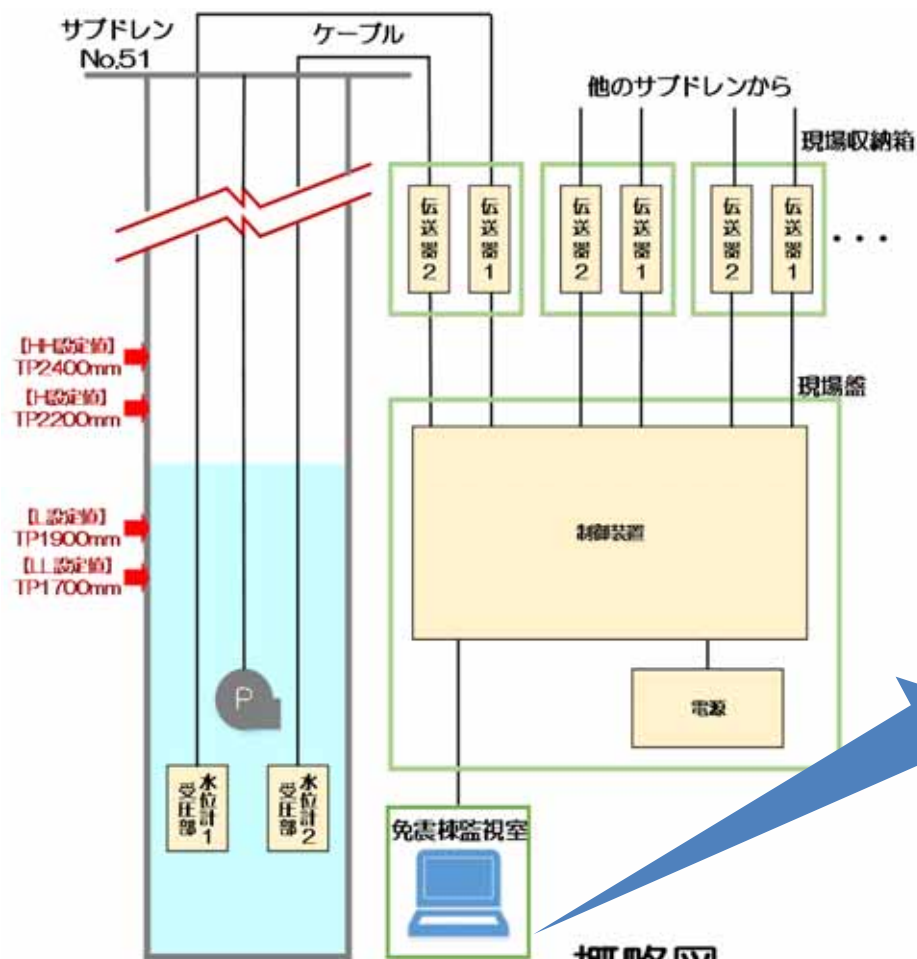 サブドレン
No.51
ケーブル
他のサブドレンから
現場収納箱
伝送器2
伝送器1
伝送器2
伝送器1
伝送器2
伝送器1
・・・
【HH設定値】
TP2400mm
【H設定値】
TP2200mm
【L設定値】
TP1900mm
【LL設定値】
TP1700mm
現場盤
制御装置
電源
P
水位計1
受圧部
水位計2
受圧部
免震棟監視室
概略図